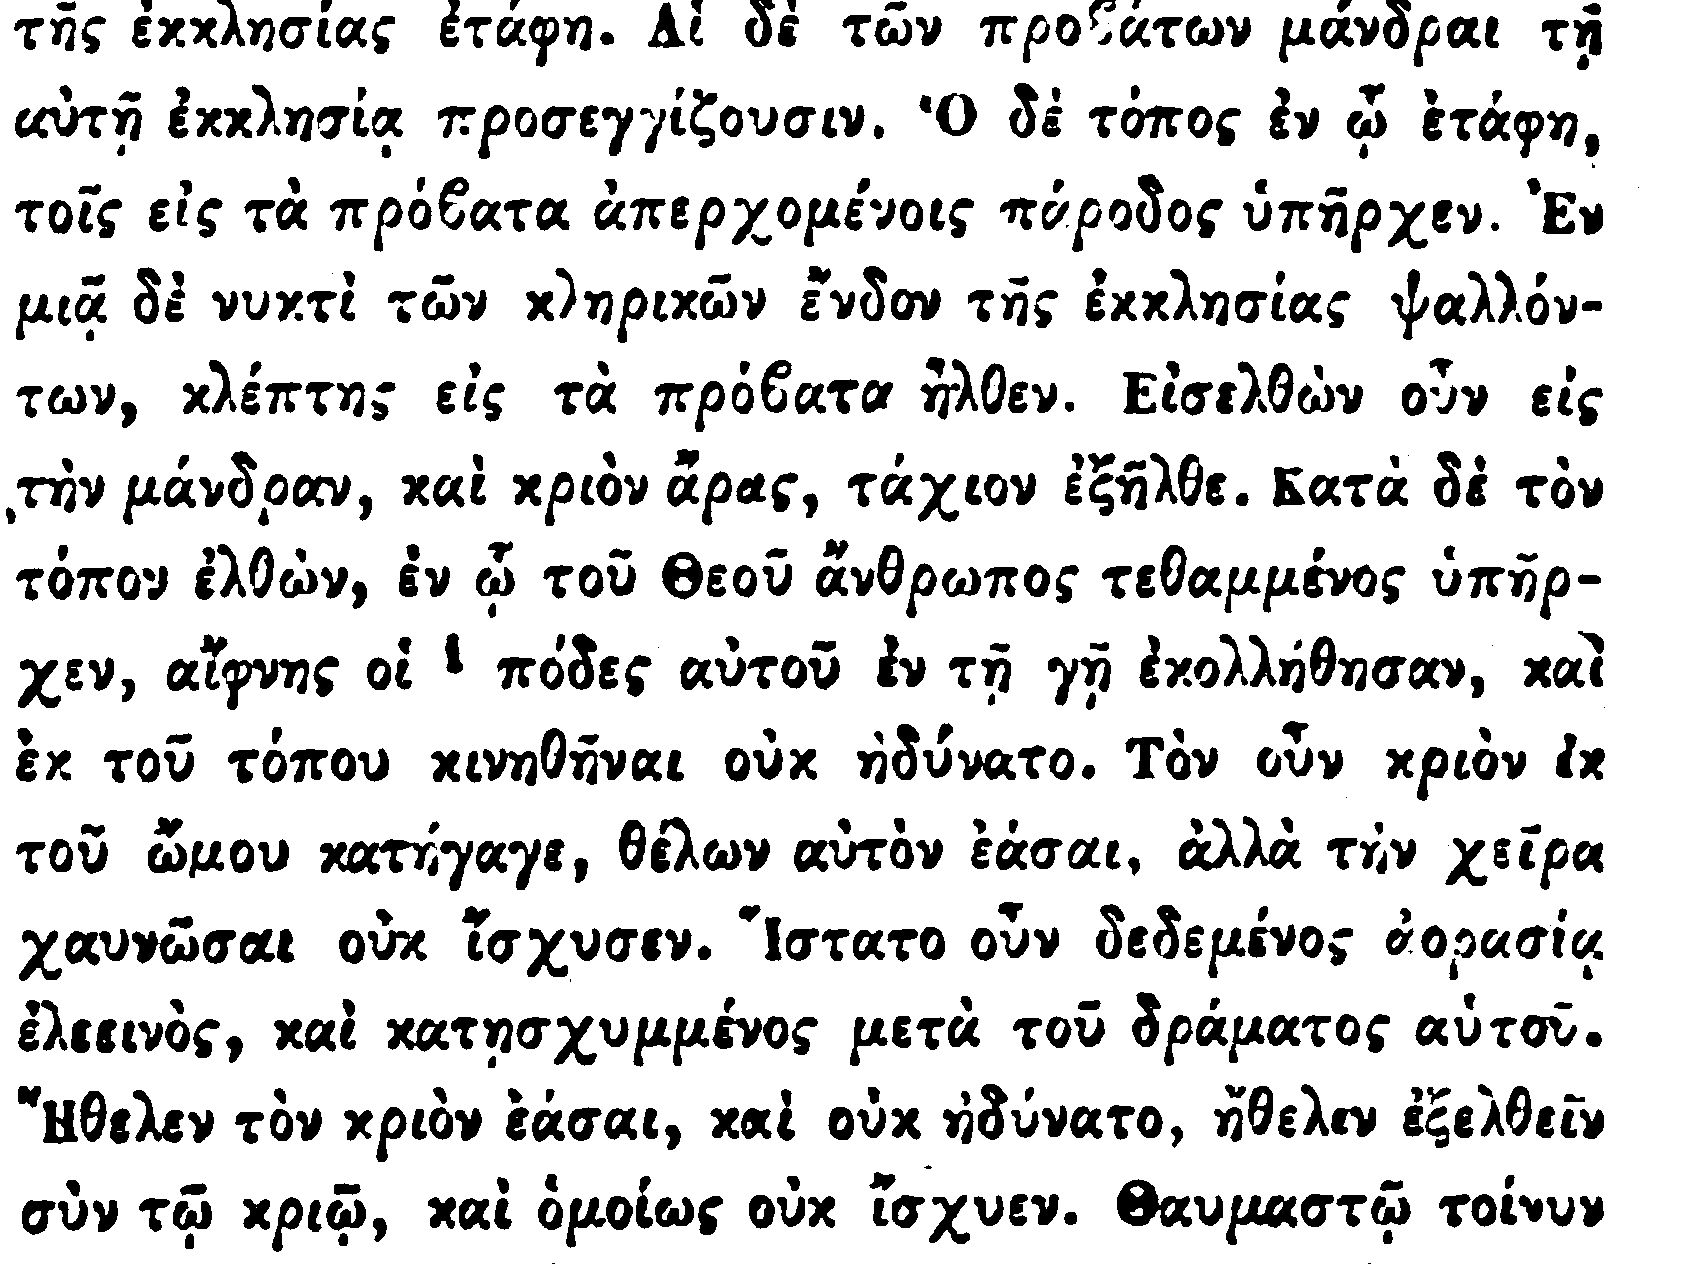 τῆς ἐκκλησίας ἐτάφη. Αἱ δὲ τῶν προϐάτων μάνδραι τῇ
αὐτῇ ἐκκλησίᾳ προσεγγίζουσιν. Ὁ δὲ τόπος ἐν ᾧ ἐτάφη,
τοῖς εἰς τὰ πρόϐατα ἀπερχομένοις πάροδος ὑπῆρχεν. Ἐν
μιᾷ δὲ νυκτὶ τῶν κληρικῶν ἔνδον τῆς ἐκκλησίας ψαλλόν-
των, κλέπτης εἰς τὰ πρόϐατα ἦλθεν. Εἰσελθὼν οὖν εἰς
τὴν μάνδραν, καὶ κριὸν ἄρας, τάχιον ἐξῆλθε. Κατὰ δὲ τὸν
τόπον ἐλθὼν, ἐν ᾧ τοῦ Θεοῦ ἄνθρωπος τεθαμμένος ὑπῆρ-
χεν, αἴφνης οἱ πόδες αὐτοῦ ἐν τῇ γῇ ἐκολλήθησαν, καὶ
ἐκ τοῦ τόπου κινηθῆναι οὐκ ἠδύνατο. Τὸν οὖν κριὸν ἐκ
τοῦ ὤμου κατήγαγε, θέλων αὐτὸν ἐάσαι, ἀλλὰ τὴν χεῖρα
χαυνῶσαι οὐκ ἴσχυσεν. Ἵστατο οὖν δεδεμένος ἀορασίᾳ
ἐλεεινὸς, καὶ κατῃσχυμμένος μετὰ τοῦ δράματος αὑτοῦ.
Ἤθελεν τὸν κριὸν ἐάσαι, καὶ οὐκ ἠδύνατο, ἤθελεν ἐξελθεῖν
σὺν τῷ κριῷ, καὶ ὁμοίως οὐκ ἴσχυεν. Θαυμαστῷ τοίνυν